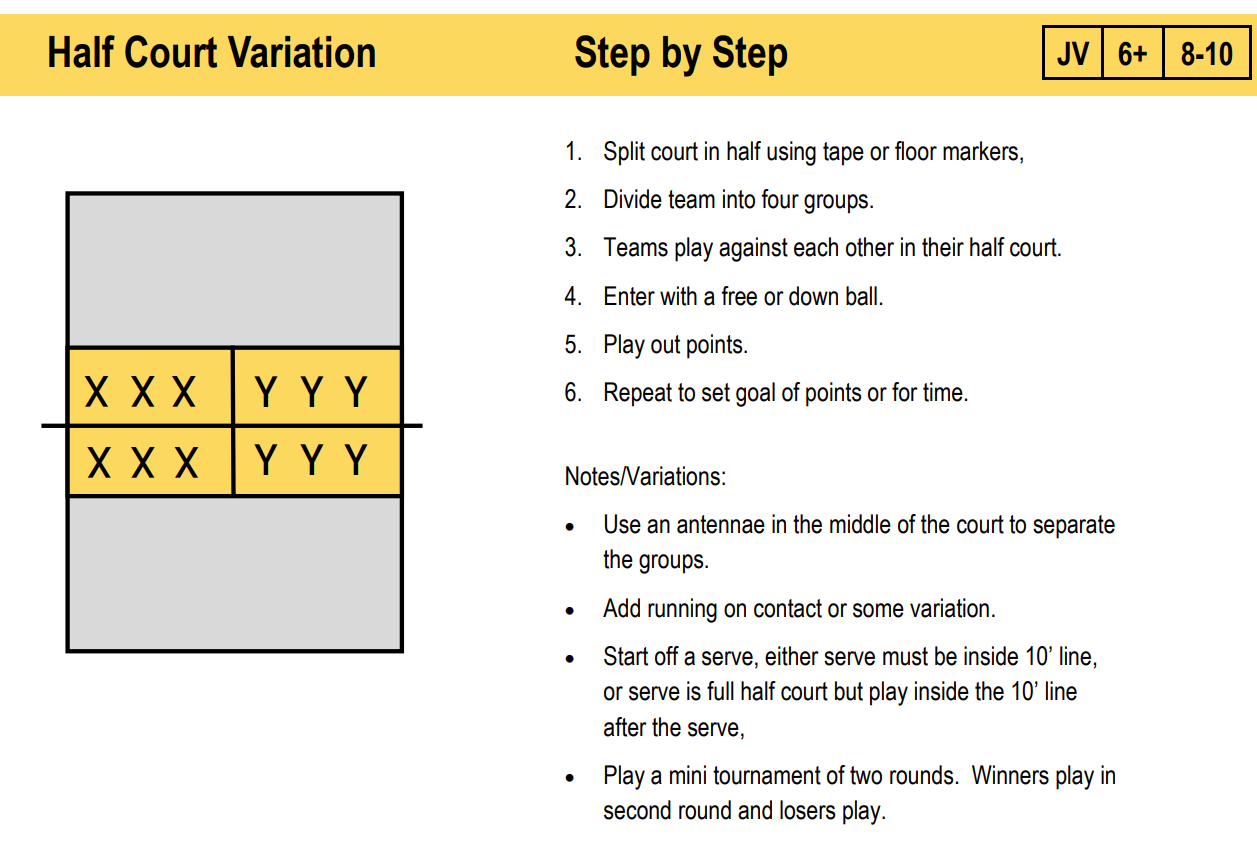 Half Court Variation
Step by Step
JV 6+ 8-10
X X X Y Y Y
X X X Y Y Y
1. Split court in half using tape or floor markers,
2. Divide team into four groups.
3. Teams play against each other in their half court.
4. Enter with a free or down ball.
5. Play out points.
6. Repeat to set goal of points or for time.
Notes/Variations:
• Use an antennae in the middle of the court to separate
the groups.
• Add running on contact or some variation.
• Start off a serve, either serve must be inside 10’ line,
or serve is full half court but play inside the 10’ line
after the serve,
• Play a mini tournament of two rounds.  Winners play in
second round and losers play.